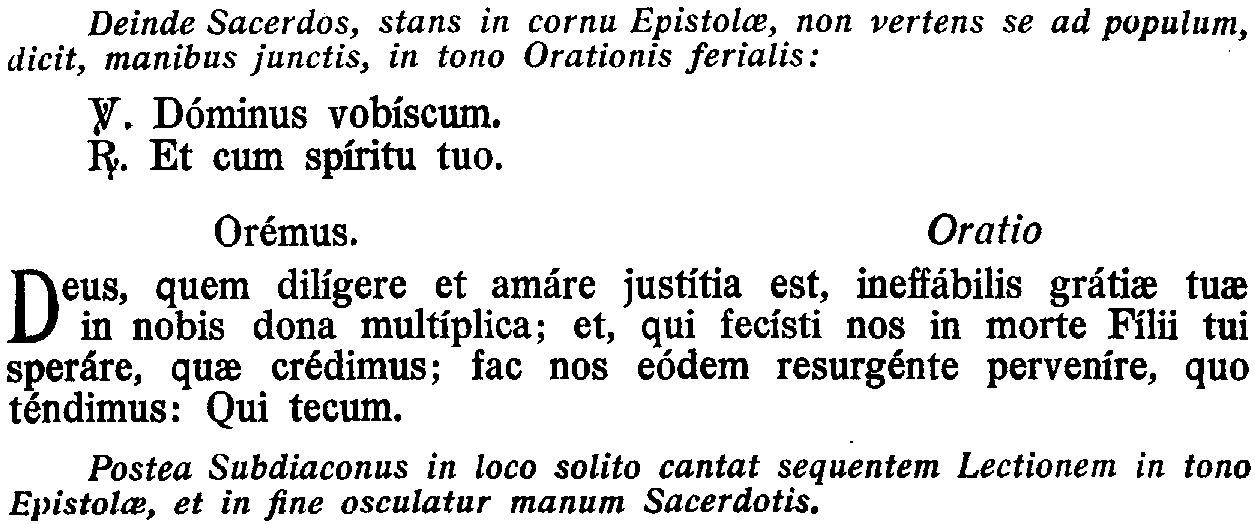 Deinde Sacerdos, stans in cornu Epistolæ, non vertens se ad populum,
dicit, manibus junctis, in tono Orationis ferialis:
℣. Dóminus vobíscum.
℟. Et cum spíritu tuo.
Orémus. Oratio
Deus, quem dilígere et amáre justítia est, ineffábilis grátiæ tuæ
in nobis dona multíplica; et, qui fecísti nos in morte Fílii tui
speráre, quæ crédimus; fac nos eódem resurgénte perveníre, quo
téndimus: Qui tecum.
Postea Subdiaconus in loco solito cantat sequentem Lectionem in tono
Epistolæ, et in fine osculatur manum Sacerdotis.